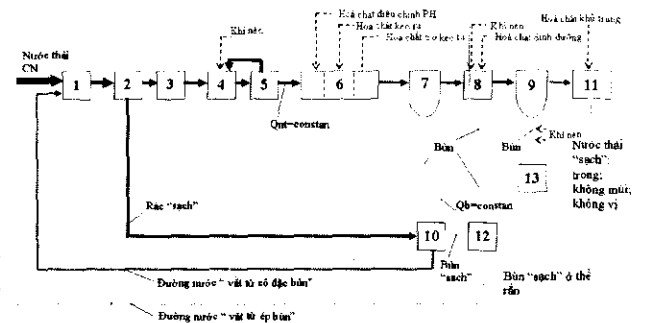 Hoá chất điều chỉnh PH
Hoá chất keo tụ
Hoá chất trợ keo tụ
Khí nén
Khí nén
Hoá chất dinh dưỡng
Hoá chất khử trùng
Nước thải
CN
1
2
3
4
5
6
7
8
9
11
Qnt=constan
Bùn
Bùn
Khí nén
Nước thải
"sạch":
trong;
không mùi;
không vị
13
Rác "sạch"
Qb=constan
10
12
Bùn
"sạch"
Bùn "sạch" ở thể
rắn
Đường nước " vắt từ cô đặc bùn"
Đường nước " vắt từ ép bùn"